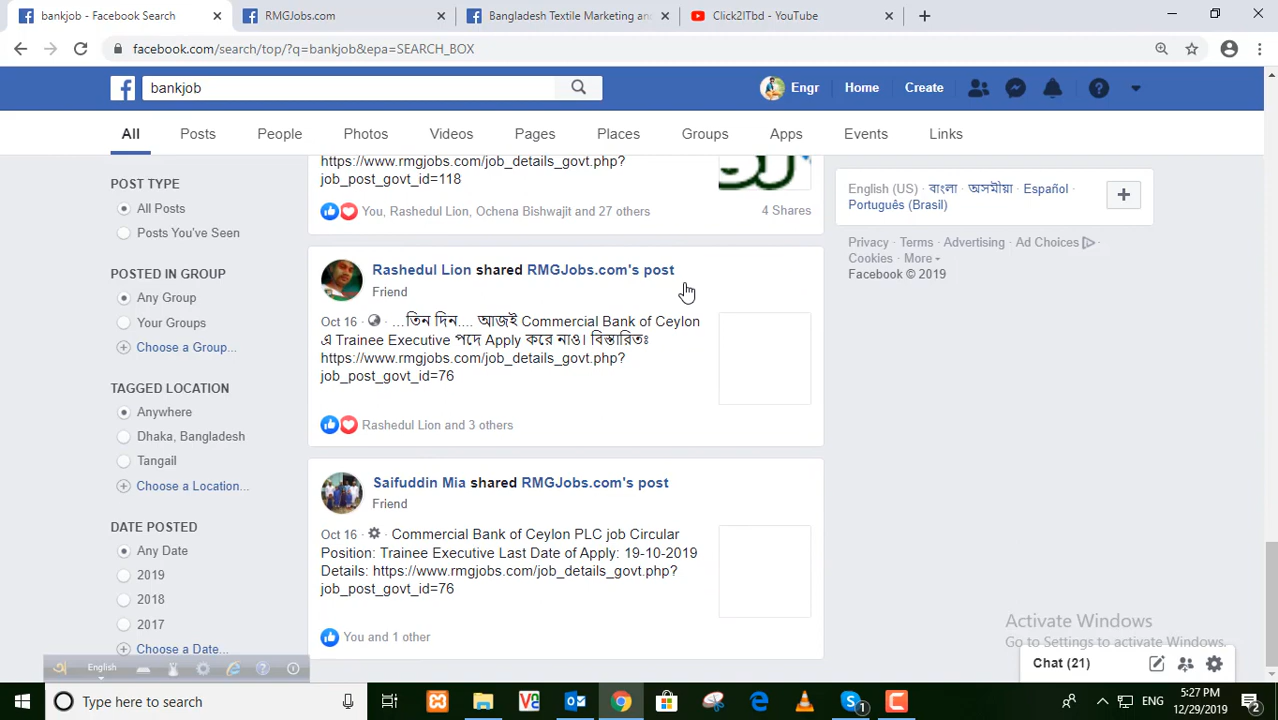 bankjob - Facebook Search
RMGJobs.com
Bangladesh Textile Marketing an
Click2ITbd - YouTube
facebook.com/search/top/?q=bankjob&epa=SEARCH_BOX
bankjob
Engr
Home
Create
All
Posts
People
Photos
Videos
Pages
Places
Groups
Apps
Events
Links
POST TYPE
All Posts
Posts You've Seen
POSTED IN GROUP
Any Group
Your Groups
Choose a Group...
TAGGED LOCATION
Anywhere
Dhaka, Bangladesh
Tangail
Choose a Location...
DATE POSTED
Any Date
2019
2018
2017
Choose a Date...
https://www.rmgjobs.com/job_details_govt.php?
job_post_govt_id=118
You, Rashedul Lion, Ochena Bishwajit and 27 others
4 Shares
Rashedul Lion shared RMGJobs.com's post
Friend
Oct 16 · ...তিন দিন.... আজই Commercial Bank of Ceylon
এ Trainee Executive পদে Apply করে নাও। বিস্তারিতঃ
https://www.rmgjobs.com/job_details_govt.php?
job_post_govt_id=76
Rashedul Lion and 3 others
Saifuddin Mia shared RMGJobs.com's post
Friend
Oct 16 · Commercial Bank of Ceylon PLC job Circular
Position: Trainee Executive Last Date of Apply: 19-10-2019
Details: https://www.rmgjobs.com/job_details_govt.php?
job_post_govt_id=76
You and 1 other
English (US) · বাংলা · অসমীয়া · Español ·
Português (Brasil)
Privacy · Terms · Advertising · Ad Choices ·
Cookies · More
Facebook © 2019
Activate Windows
Go to Settings to activate Windows.
Chat (21)
অ English
Type here to search
1
ENG
5:27 PM
12/29/2019
2